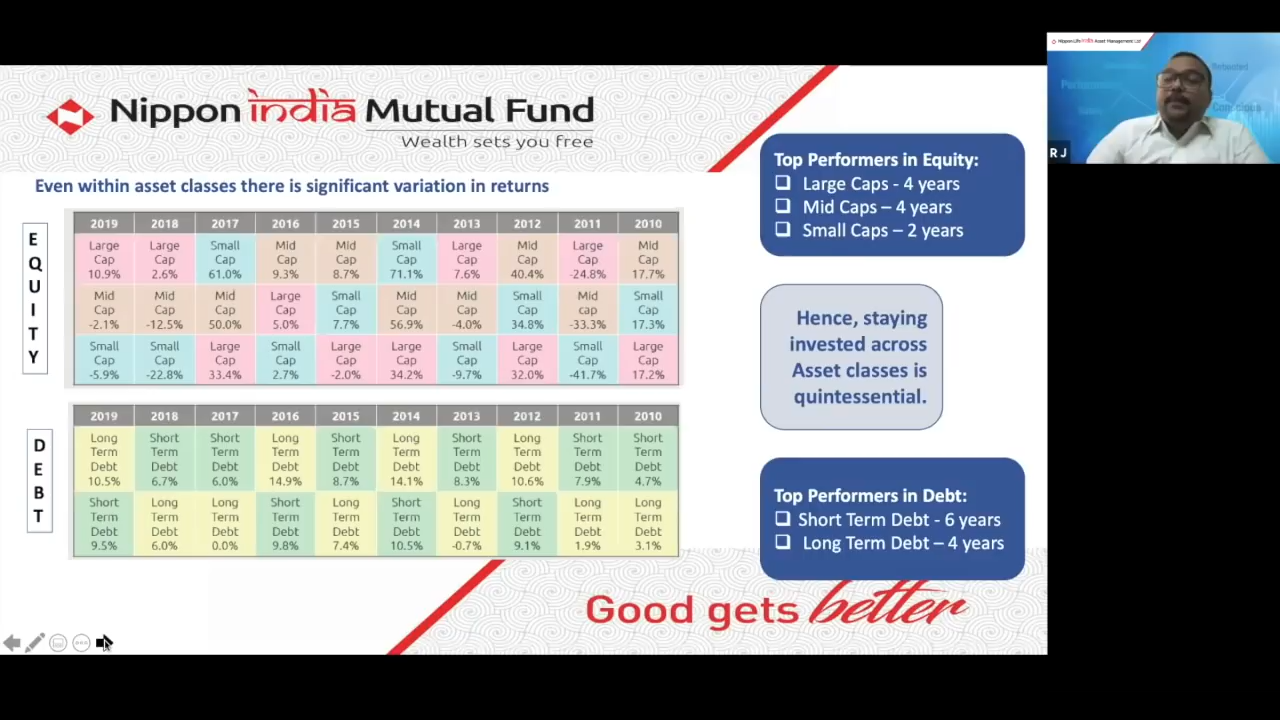 Nippon india Mutual Fund
Wealth sets you free
Even within asset classes there is significant variation in returns
E
Q
U
I
T
Y
2019 2018 2017 2016 2015 2014 2013 2012 2011 2010
Large Large Small Mid Mid Small Large Mid Large Mid
Cap Cap Cap Cap Cap Cap Cap Cap Cap Cap
10.9% 2.6% 61.0% 9.3% 8.7% 71.1% 7.6% 40.4% -24.8% 17.7%
Mid Mid Mid Large Small Mid Mid Small Mid Small
Cap Cap Cap Cap Cap Cap Cap Cap Cap Cap
-2.1% -12.5% 50.0% 5.0% 7.7% 56.9% -4.0% 34.8% -33.3% 17.3%
Small Small Large Small Large Large Small Large Small Large
Cap Cap Cap Cap Cap Cap Cap Cap Cap Cap
-5.9% -22.8% 33.4% 2.7% -2.0% 34.2% -9.7% 32.0% -41.7% 17.2%
D
E
B
T
2019 2018 2017 2016 2015 2014 2013 2012 2011 2010
Long Short Short Long Short Long Short Long Short Short
Term Term Term Term Term Term Term Term Term Term
Debt Debt Debt Debt Debt Debt Debt Debt Debt Debt
10.5% 6.7% 6.0% 14.9% 8.7% 14.1% 8.3% 10.6% 7.9% 4.7%
Short Long Long Short Long Short Long Short Long Long
Term Term Term Term Term Term Term Term Term Term
Debt Debt Debt Debt Debt Debt Debt Debt Debt Debt
9.5% 6.0% 0.0% 9.8% 7.4% 10.5% -0.7% 9.1% 1.9% 3.1%
Top Performers in Equity:
Large Caps - 4 years
Mid Caps – 4 years
Small Caps – 2 years
Hence, staying
invested across
Asset classes is
quintessential.
Top Performers in Debt:
Short Term Debt - 6 years
Long Term Debt – 4 years
Good gets better
Nippon Life India Asset Management Ltd
R J